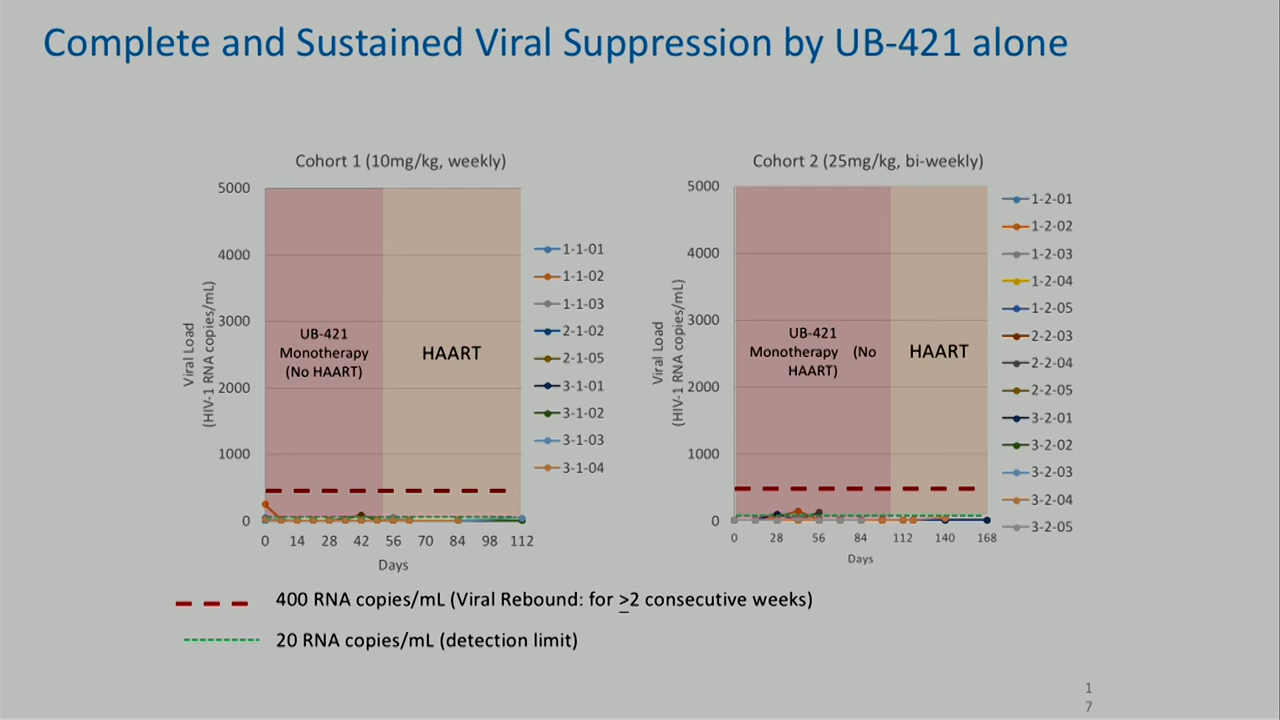 Complete and Sustained Viral Suppression by UB-421 alone
Cohort 1 (10mg/kg, weekly)
5000
4000
3000
2000
1000
0
Viral Load
(HIV-1 RNA copies/mL)
UB-421
Monotherapy
(No HAART)
HAART
0 14 28 42 56 70 84 98 112
Days
1-1-01
1-1-02
1-1-03
2-1-02
2-1-05
3-1-01
3-1-02
3-1-03
3-1-04
Cohort 2 (25mg/kg, bi-weekly)
5000
4000
3000
2000
1000
0
Viral Load
(HIV-1 RNA copies/mL)
UB-421
Monotherapy (No
HAART)
HAART
0 28 56 84 112 140 168
Days
1-2-01
1-2-02
1-2-03
1-2-04
1-2-05
2-2-03
2-2-04
2-2-05
3-2-01
3-2-02
3-2-03
3-2-04
3-2-05
400 RNA copies/mL (Viral Rebound: for ≥2 consecutive weeks)
20 RNA copies/mL (detection limit)
1
7